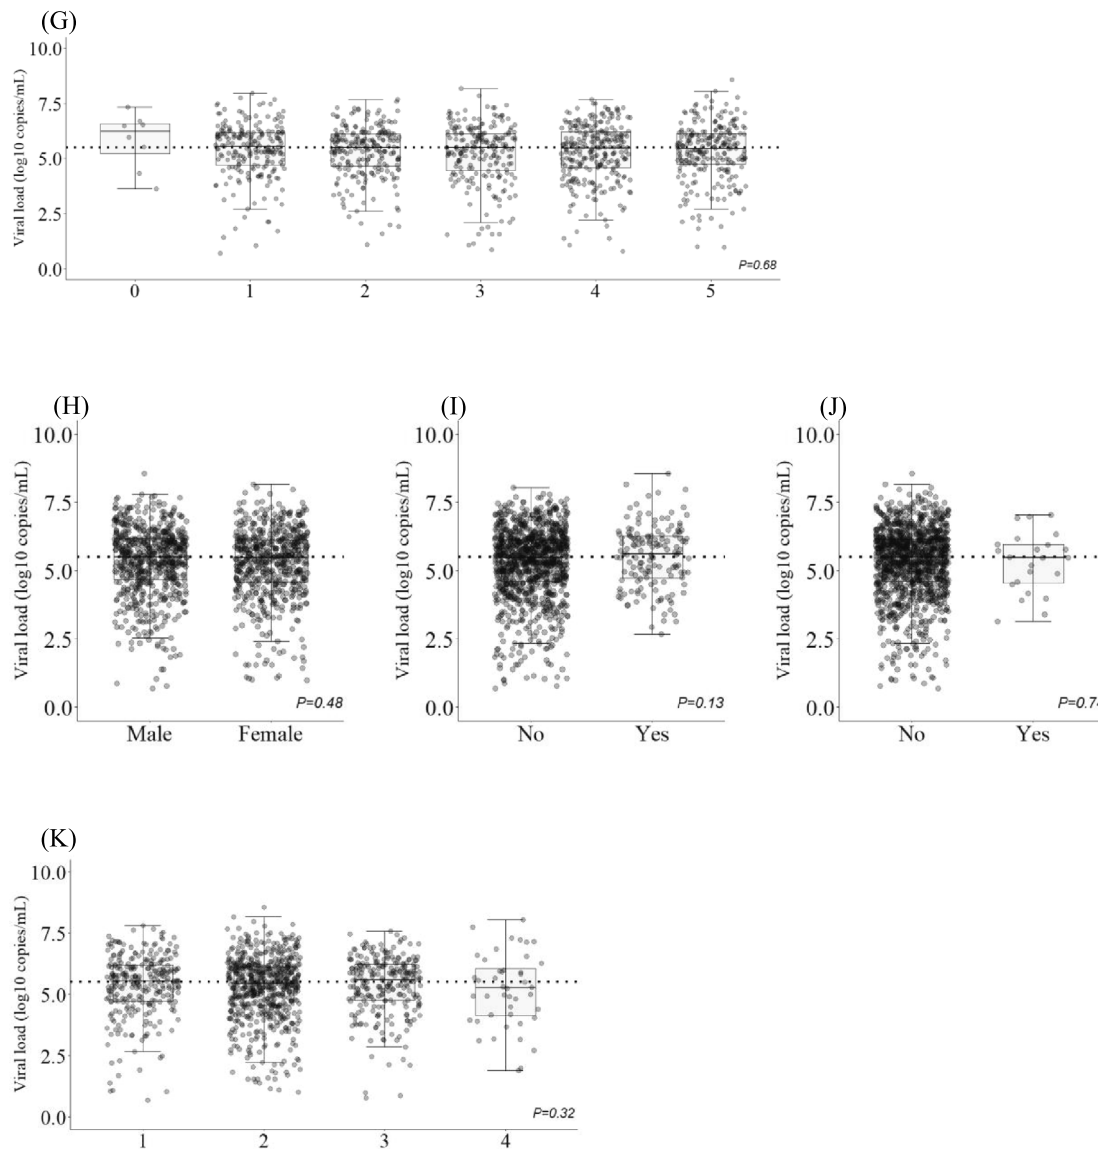 (G)
Viral load (log10 copies/mL)
10.0
7.5
5.0
2.5
0.0
P=0.68
0 1 2 3 4 5
(H)
Viral load (log10 copies/mL)
10.0
7.5
5.0
2.5
0.0
P=0.48
Male Female
(I)
Viral load (log10 copies/mL)
10.0
7.5
5.0
2.5
0.0
P=0.13
No Yes
(J)
Viral load (log10 copies/mL)
10.0
7.5
5.0
2.5
0.0
P=0.74
No Yes
(K)
Viral load (log10 copies/mL)
10.0
7.5
5.0
2.5
0.0
P=0.32
1 2 3 4